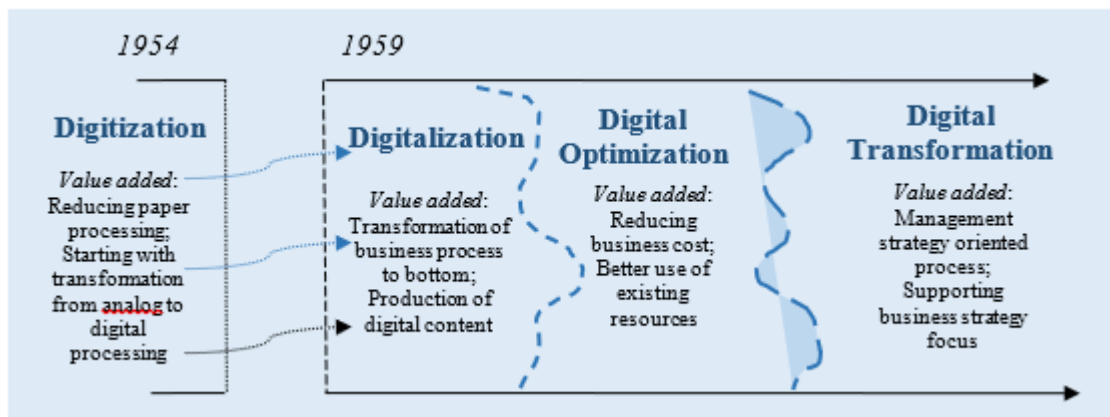 1954
1959
Digitization
Value added:
Reducing paper
processing;
Starting with
transformation
from analog to
digital
processing
Digitalization
Value added:
Transformation of
business process
to bottom;
Production of
digital content
Digital
Optimization
Value added:
Reducing
business cost;
Better use of
existing
resources
Digital
Transformation
Value added:
Management
strategy oriented
process;
Supporting
business strategy
focus